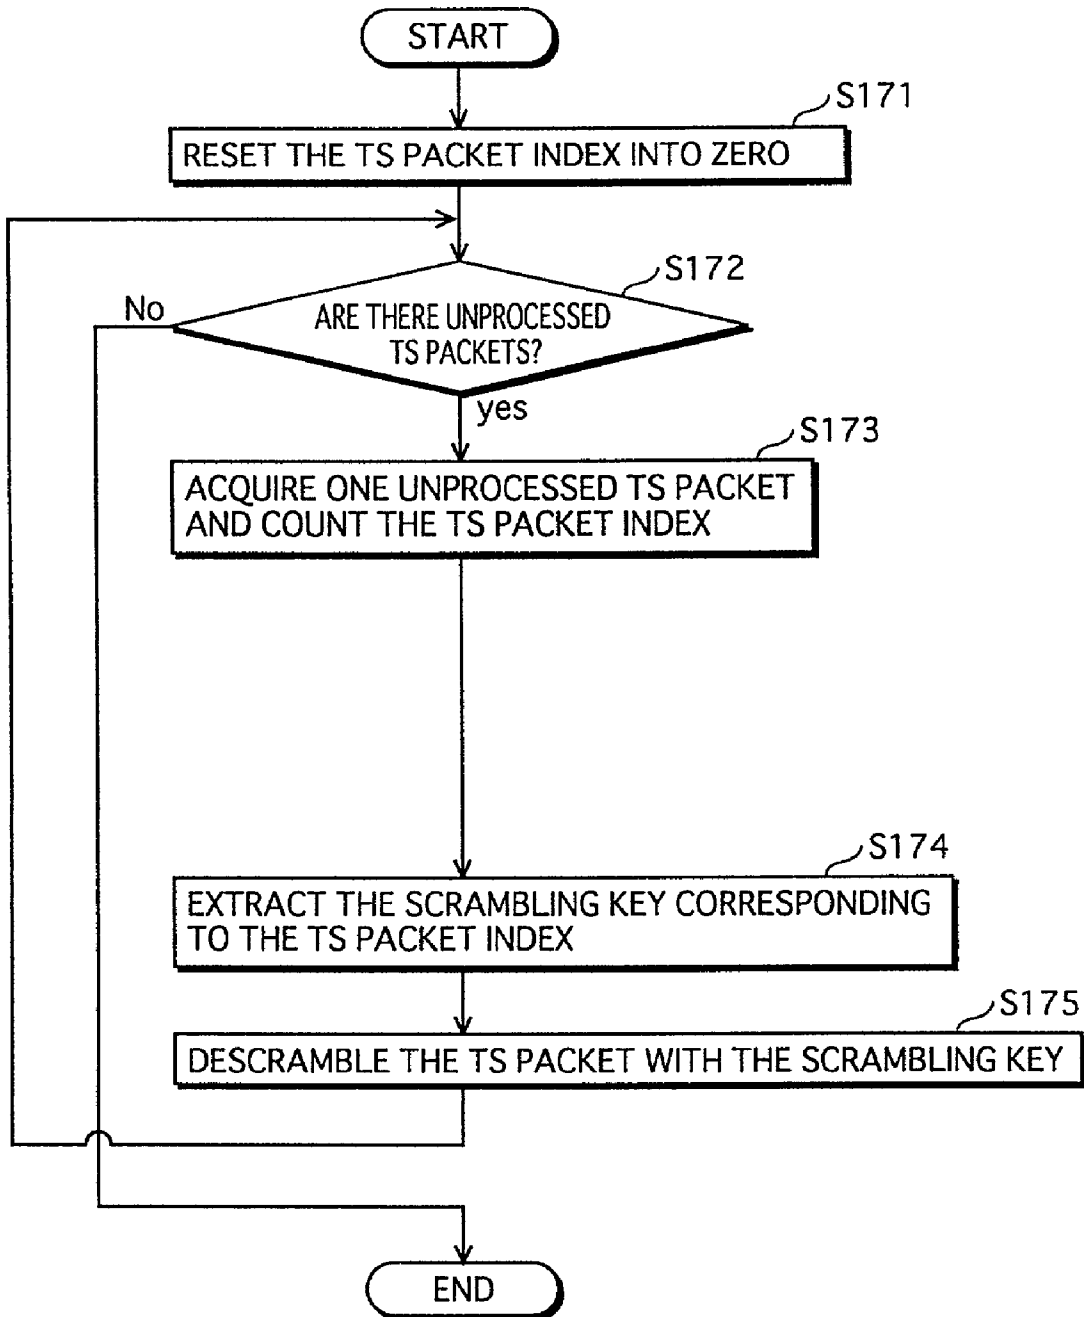 START
S171
RESET THE TS PACKET INDEX INTO ZERO
S172
No
ARE THERE UNPROCESSED
TS PACKETS?
yes
S173
ACQUIRE ONE UNPROCESSED TS PACKET
AND COUNT THE TS PACKET INDEX
S174
EXTRACT THE SCRAMBLING KEY CORRESPONDING
TO THE TS PACKET INDEX
S175
DESCRAMBLE THE TS PACKET WITH THE SCRAMBLING KEY
END